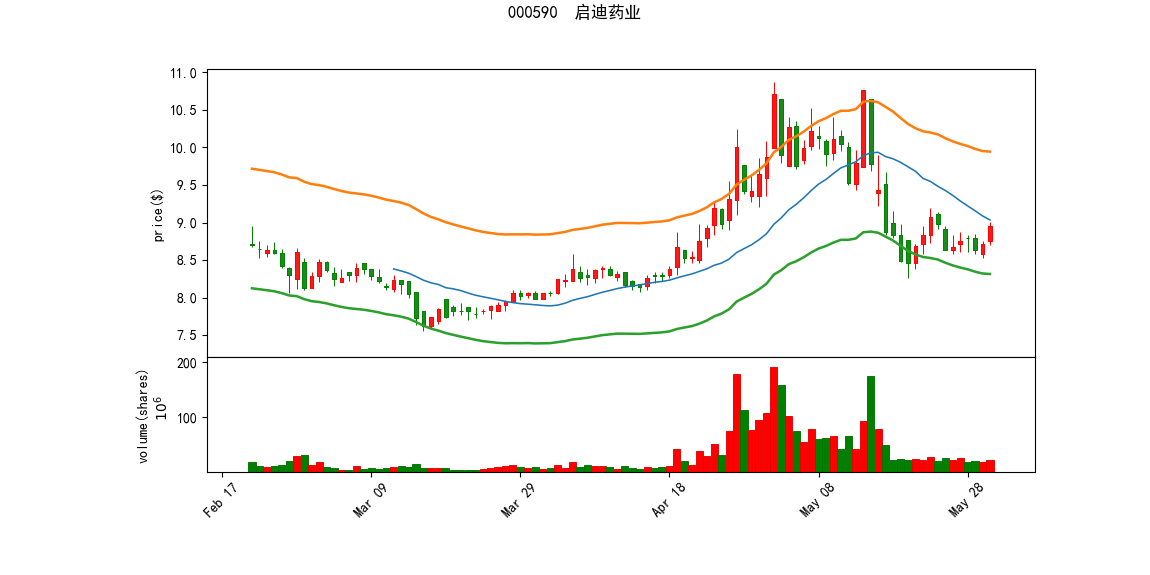 000590 启迪药业
11.0
10.5
10.0
9.5
9.0
8.5
8.0
7.5
price($)
200
100
volume(shares)
10^6
Feb 17
Mar 09
Mar 29
Apr 18
May 08
May 28